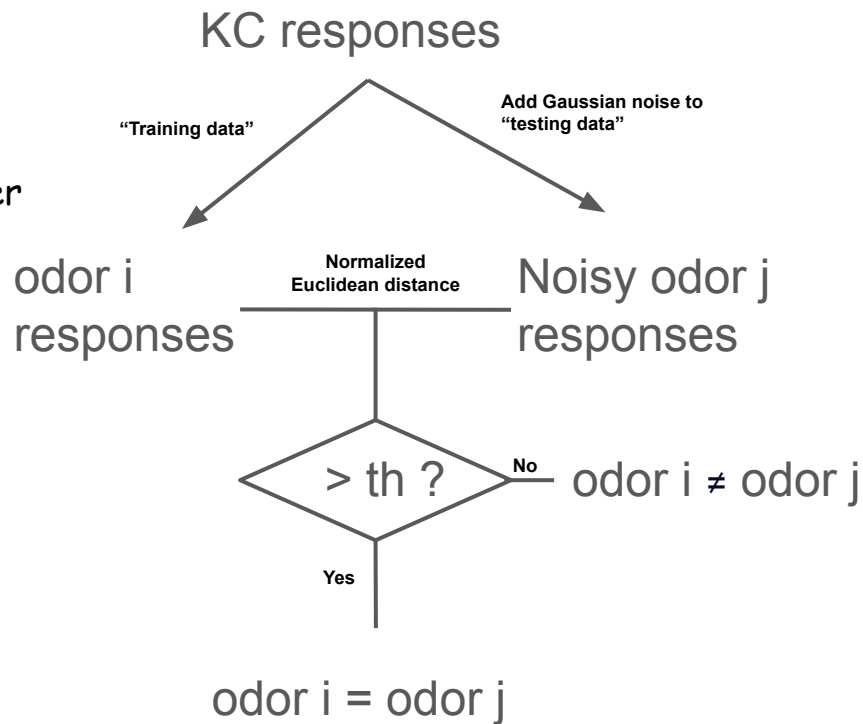 KC responses
“Training data”
Add Gaussian noise to
“testing data”
er
odor i
responses
Normalized
Euclidean distance
Noisy odor j
responses
> th ?
No
odor i ≠ odor j
Yes
odor i = odor j